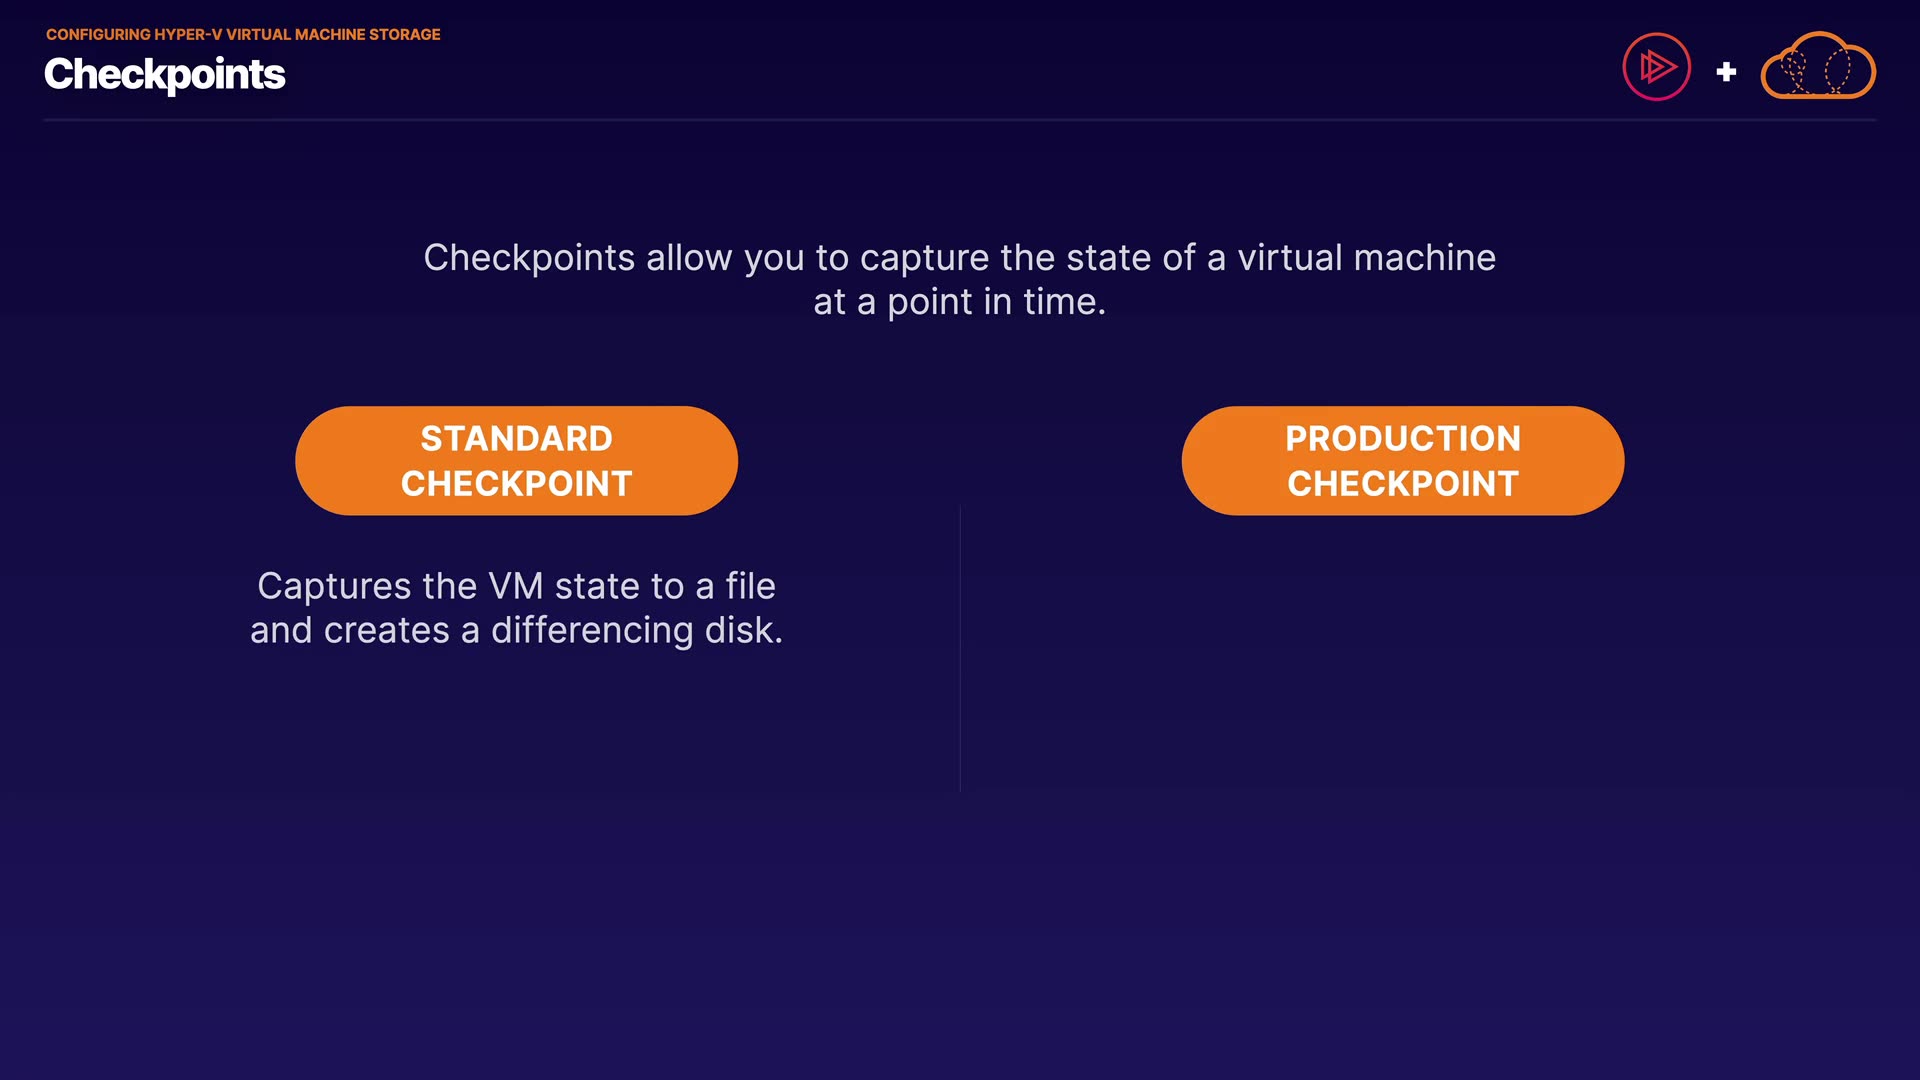 CONFIGURING HYPER-V VIRTUAL MACHINE STORAGE
Checkpoints
Checkpoints allow you to capture the state of a virtual machine
at a point in time.
STANDARD
CHECKPOINT
Captures the VM state to a file
and creates a differencing disk.
PRODUCTION
CHECKPOINT